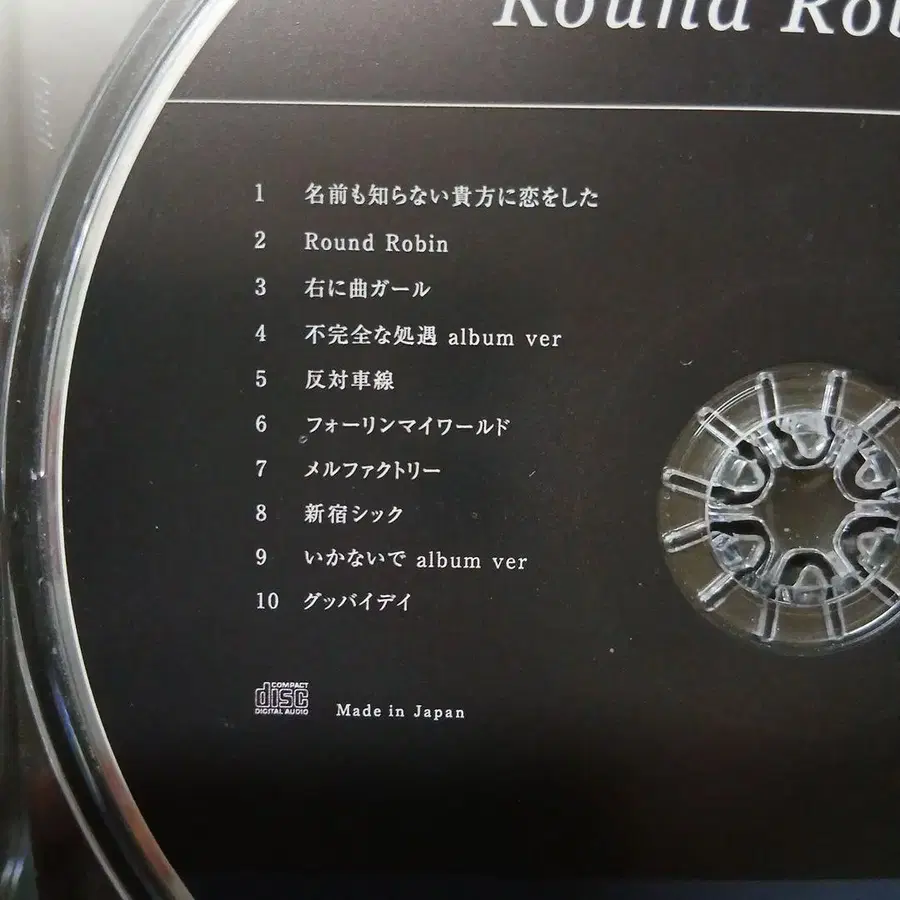 Round Ro
1 名前も知らない貴方に恋をした
2 Round Robin
3 右に曲ガール
4 不完全な処遇 album ver
5 反対車線
6 フォーリンマイワールド
7 メルファクトリー
8 新宿シック
9 いかないで album ver
10 グッバイデイ
COMPACT
disc
DIGITAL AUDIO
Made in Japan